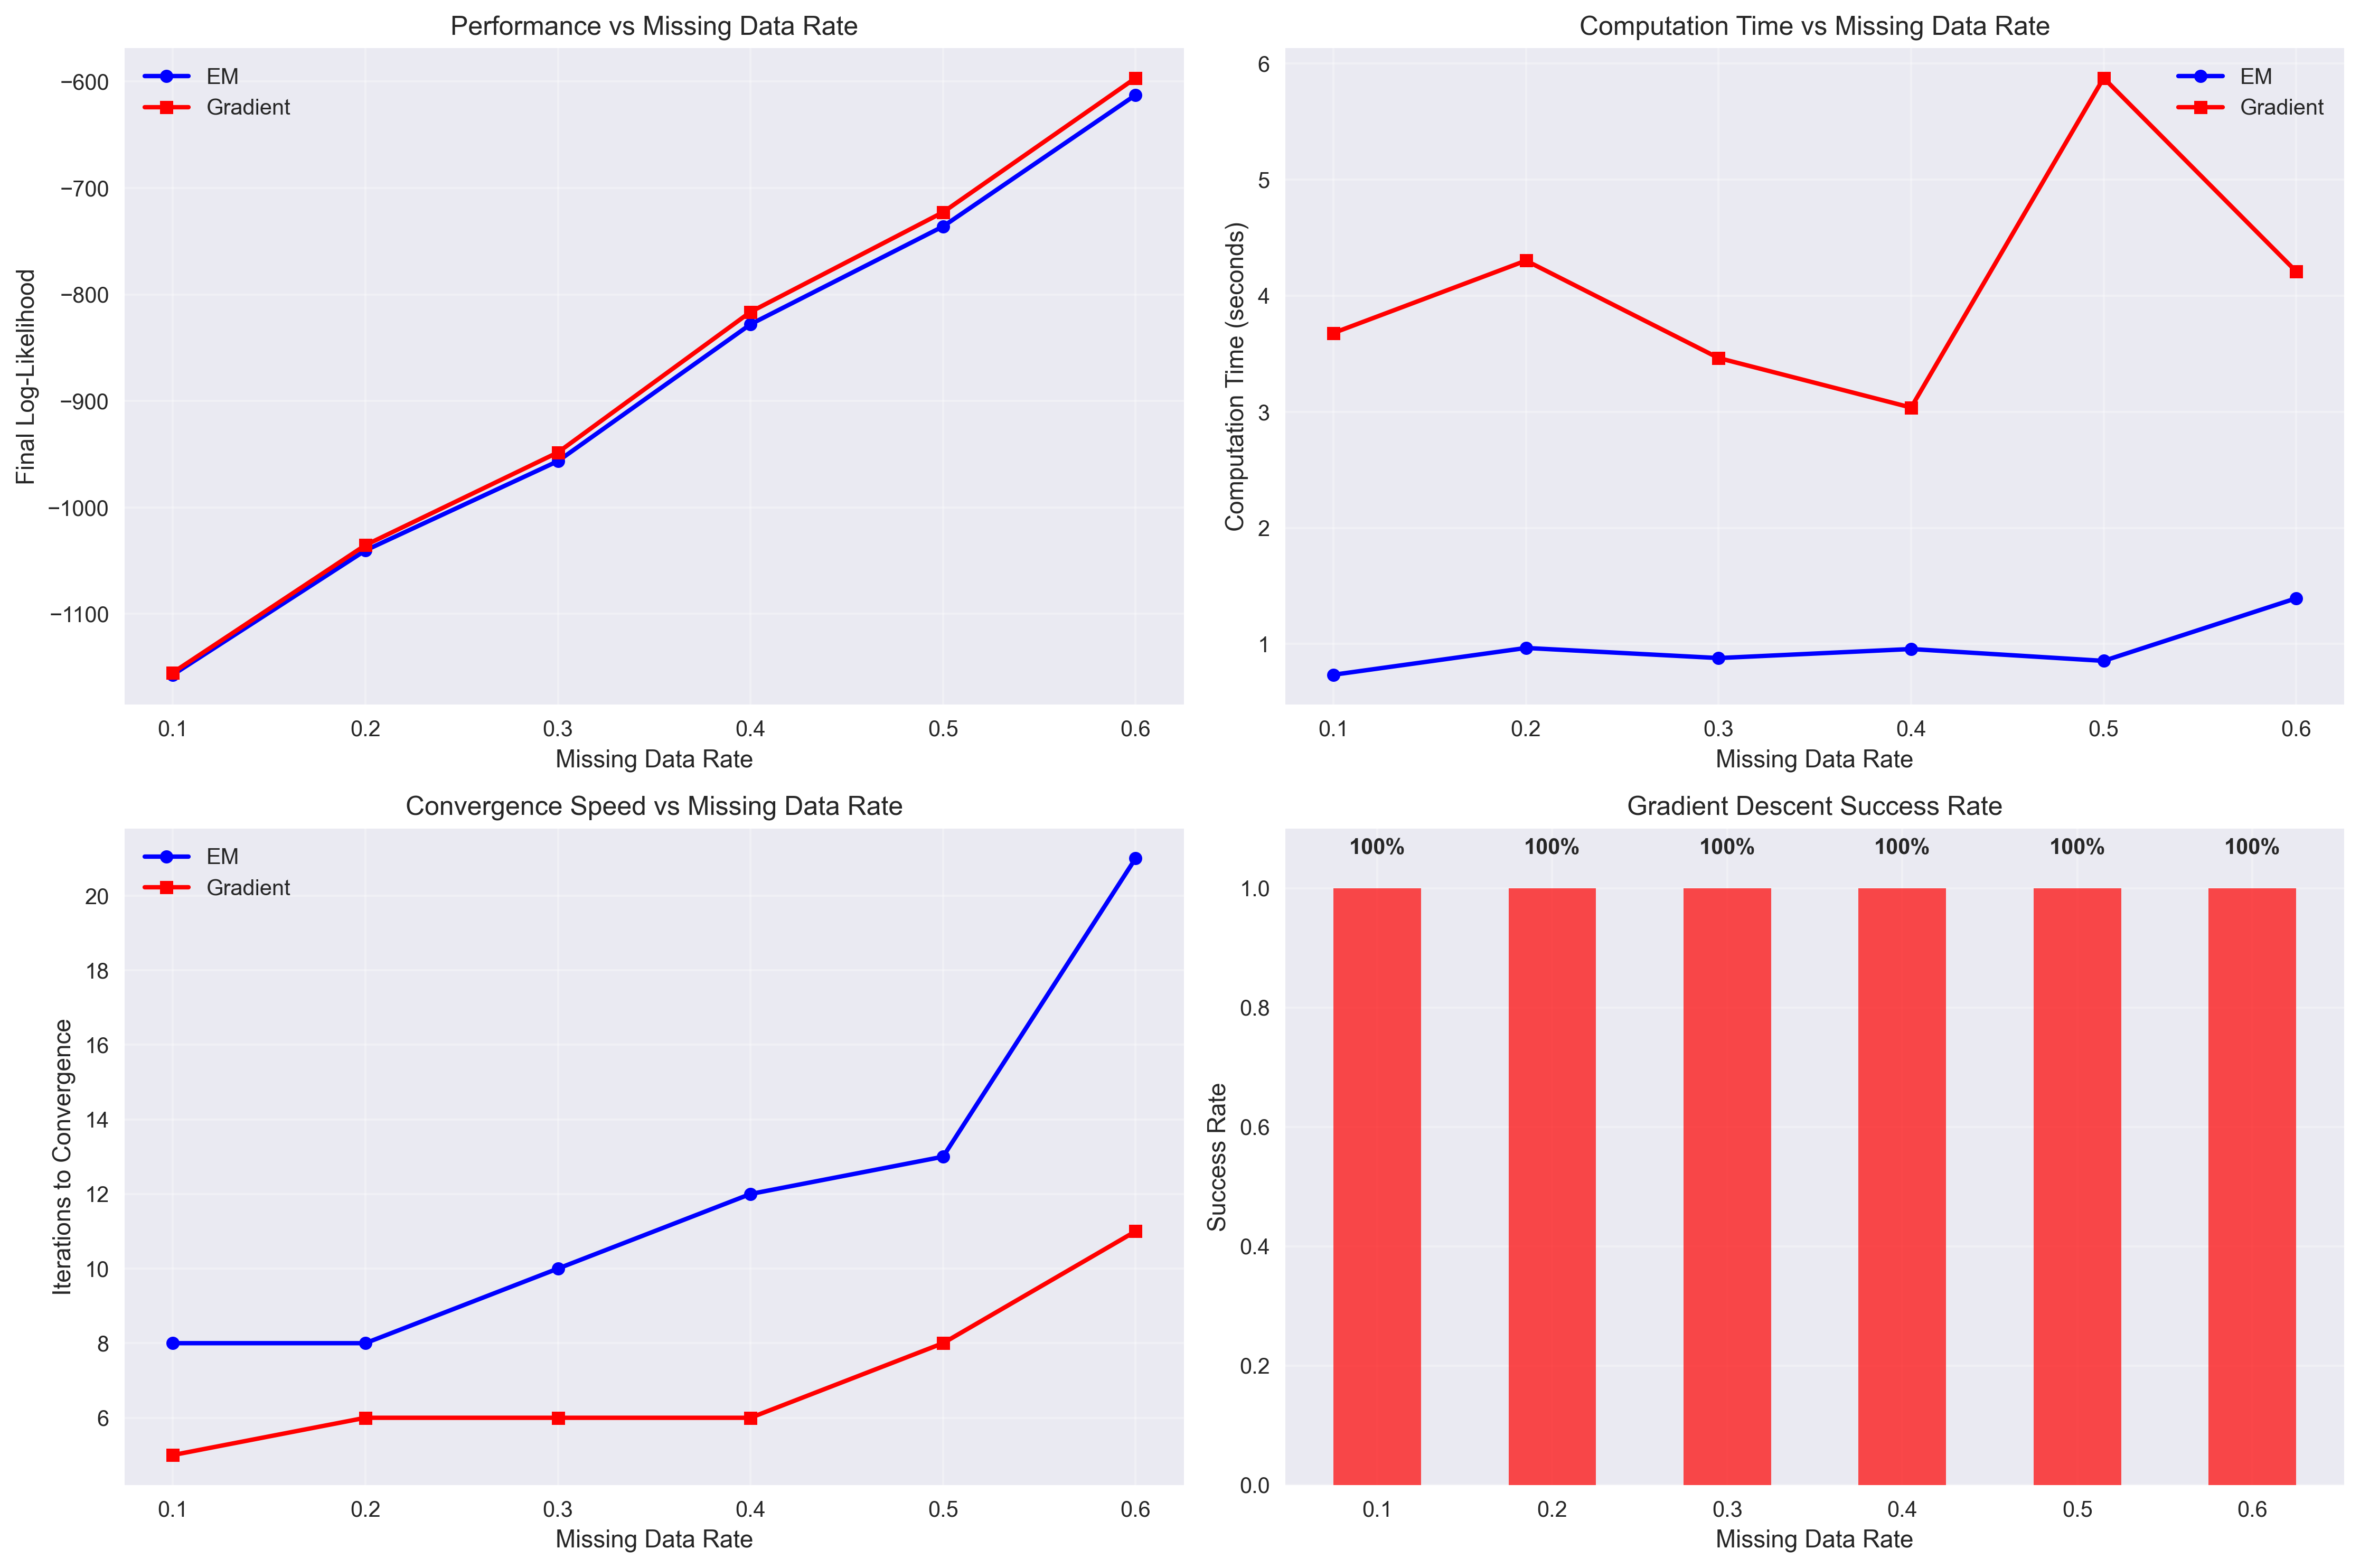 Performance vs Missing Data Rate
EM
Gradient
Final Log-Likelihood
−600
−700
−800
−900
−1000
−1100
0.1 0.2 0.3 0.4 0.5 0.6
Missing Data Rate
Computation Time vs Missing Data Rate
EM
Gradient
Computation Time (seconds)
6
5
4
3
2
1
0.1 0.2 0.3 0.4 0.5 0.6
Missing Data Rate
Convergence Speed vs Missing Data Rate
EM
Gradient
Iterations to Convergence
20
18
16
14
12
10
8
6
0.1 0.2 0.3 0.4 0.5 0.6
Missing Data Rate
Gradient Descent Success Rate
100% 100% 100% 100% 100% 100%
Success Rate
1.0
0.8
0.6
0.4
0.2
0.0
0.1 0.2 0.3 0.4 0.5 0.6
Missing Data Rate